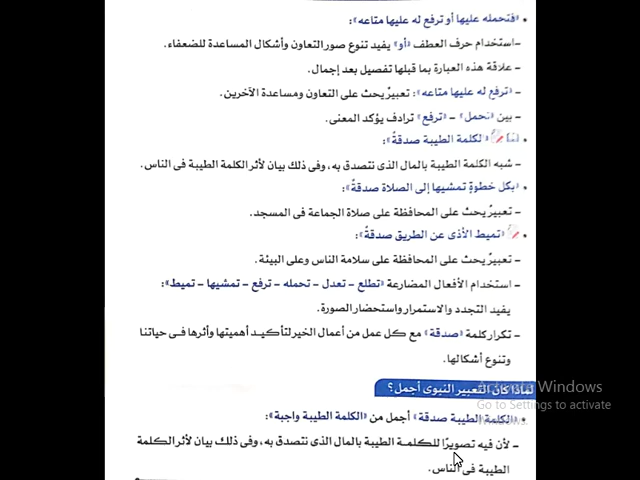 • «فتحمله عليها أو ترفع له عليها متاعه»:
-استخدام حرف العطف «أو» يفيد تنوع صور التعاون وأشكال المساعدة للضعفاء.
- علاقة هذه العبارة بما قبلها تفصيل بعد إجمال.
- «ترفع له عليها متاعه»: تعبيرٌ يحث على التعاون ومساعدة الآخرين.
- بين «تحمل» - «ترفع» ترادف يؤكد المعنى.
• «الكلمة الطيبة صدقةٌ»:
- شبه الكلمة الطيبة بالمال الذى نتصدق به، وفى ذلك بيان لأثر الكلمة الطيبة فى الناس.
• «بكل خطوةٍ تمشيها إلى الصلاة صدقةٌ»:
- تعبيرٌ يحث على المحافظة على صلاة الجماعة فى المسجد.
• «تميط الأذى عن الطريق صدقةٌ»:
- تعبيرٌ يحث على المحافظة على سلامة الناس وعلى البيئة.
- استخدام الأفعال المضارعة «تطلع - تعدل - تحمله - ترفع - تمشيها - تميط»:
يفيد التجدد والاستمرار واستحضار الصورة.
- تكرار كلمة «صدقة» مع كل عمل من أعمال الخير لتأكيد أهميتها وأثرها فى حياتنا
وتنوع أشكالها.
لماذا كان التعبير النبوى أجمل؟
Activate Windows
Go to Settings to activate
Windows.
• «الكلمة الطيبة صدقة» أجمل من «الكلمة الطيبة واجبة»:
- لأن فيه تصويرًا للكلمة الطيبة بالمال الذى نتصدق به، وفى ذلك بيان لأثر الكلمة
الطيبة فى الناس.